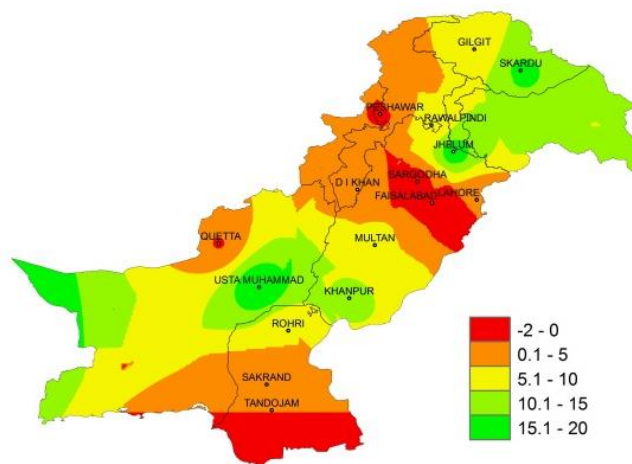 GILGIT
SKARDU
PESHAWAR
RAWALPINDI
JHELUM
SARGODHA
D I KHAN
FAISALABAD
LAHORE
QUETTA
MULTAN
USTA MUHAMMAD
KHANPUR
ROHRI
SAKRAND
TANDOJAM
-2 - 0
0.1 - 5
5.1 - 10
10.1 - 15
15.1 - 20